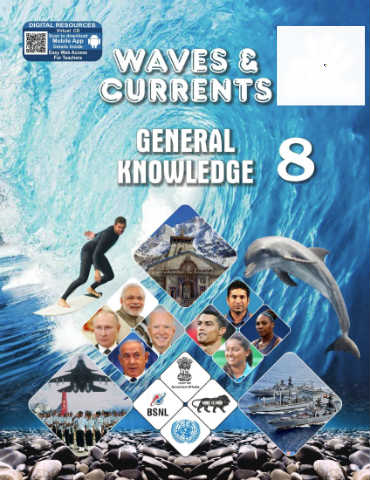 DIGITAL RESOURCES
Virtual CD
Scan to download
Mobile App
Details Inside
Easy Web Access
For Teachers
WAVES &
CURRENTS
GENERAL
KNOWLEDGE 8
BSNL